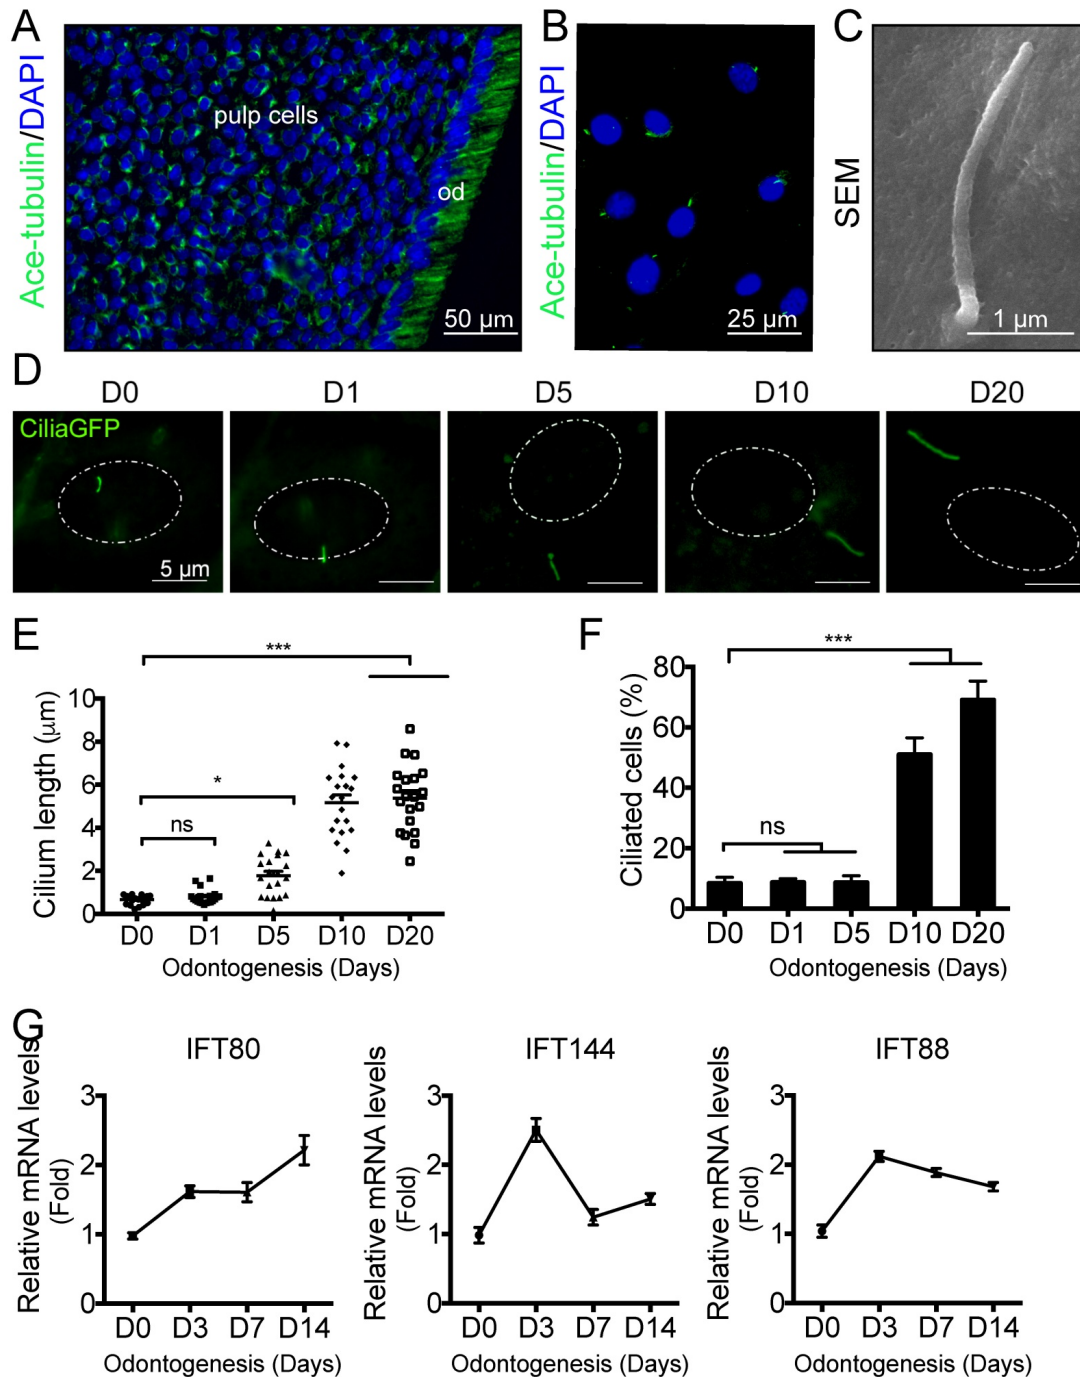 A
Ace-tubulin/DAPI
pulp cells
od
50 µm
B
Ace-tubulin/DAPI
25 µm
C
SEM
1 µm
D
D0
D1
D5
D10
D20
CiliaGFP
5 µm
E
***
*
ns
Cilium length (µm)
10
8
6
4
2
0
D0 D1 D5 D10 D20
Odontogenesis (Days)
F
***
ns
Ciliated cells (%)
80
60
40
20
0
D0 D1 D5 D10 D20
Odontogenesis (Days)
G
IFT80
Relative mRNA levels
(Fold)
3
2
1
0
D0 D3 D7 D14
Odontogenesis (Days)
IFT144
Relative mRNA levels
(Fold)
3
2
1
0
D0 D3 D7 D14
Odontogenesis (Days)
IFT88
Relative mRNA levels
(Fold)
3
2
1
0
D0 D3 D7 D14
Odontogenesis (Days)